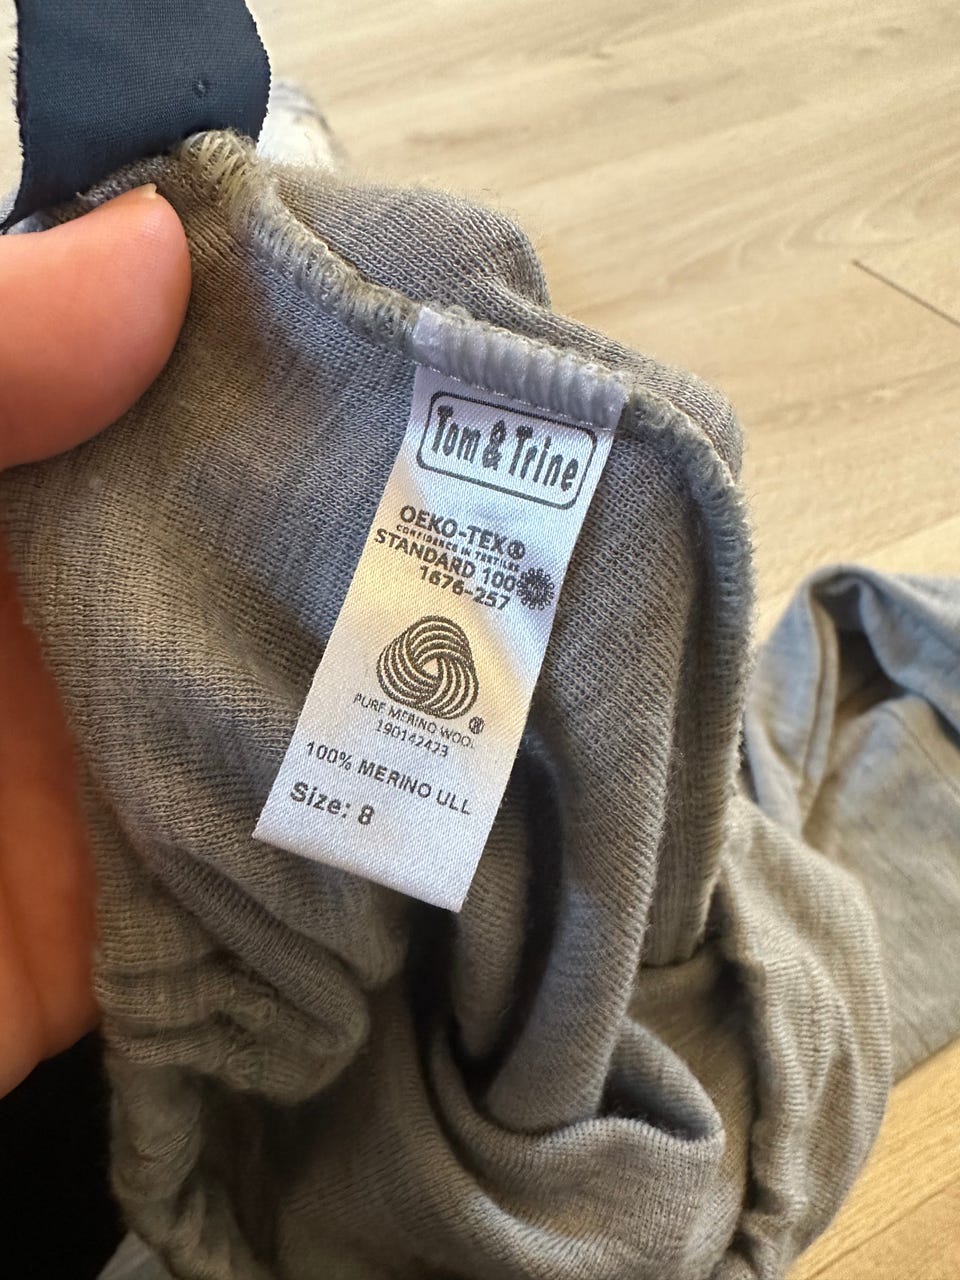 Tom & Trine
OEKO-TEX®
CONFIDENCE IN TEXTILES
STANDARD 100
1676-257
PURE MERINO WOOL
190142423
100% MERINO ULL
Size: 8